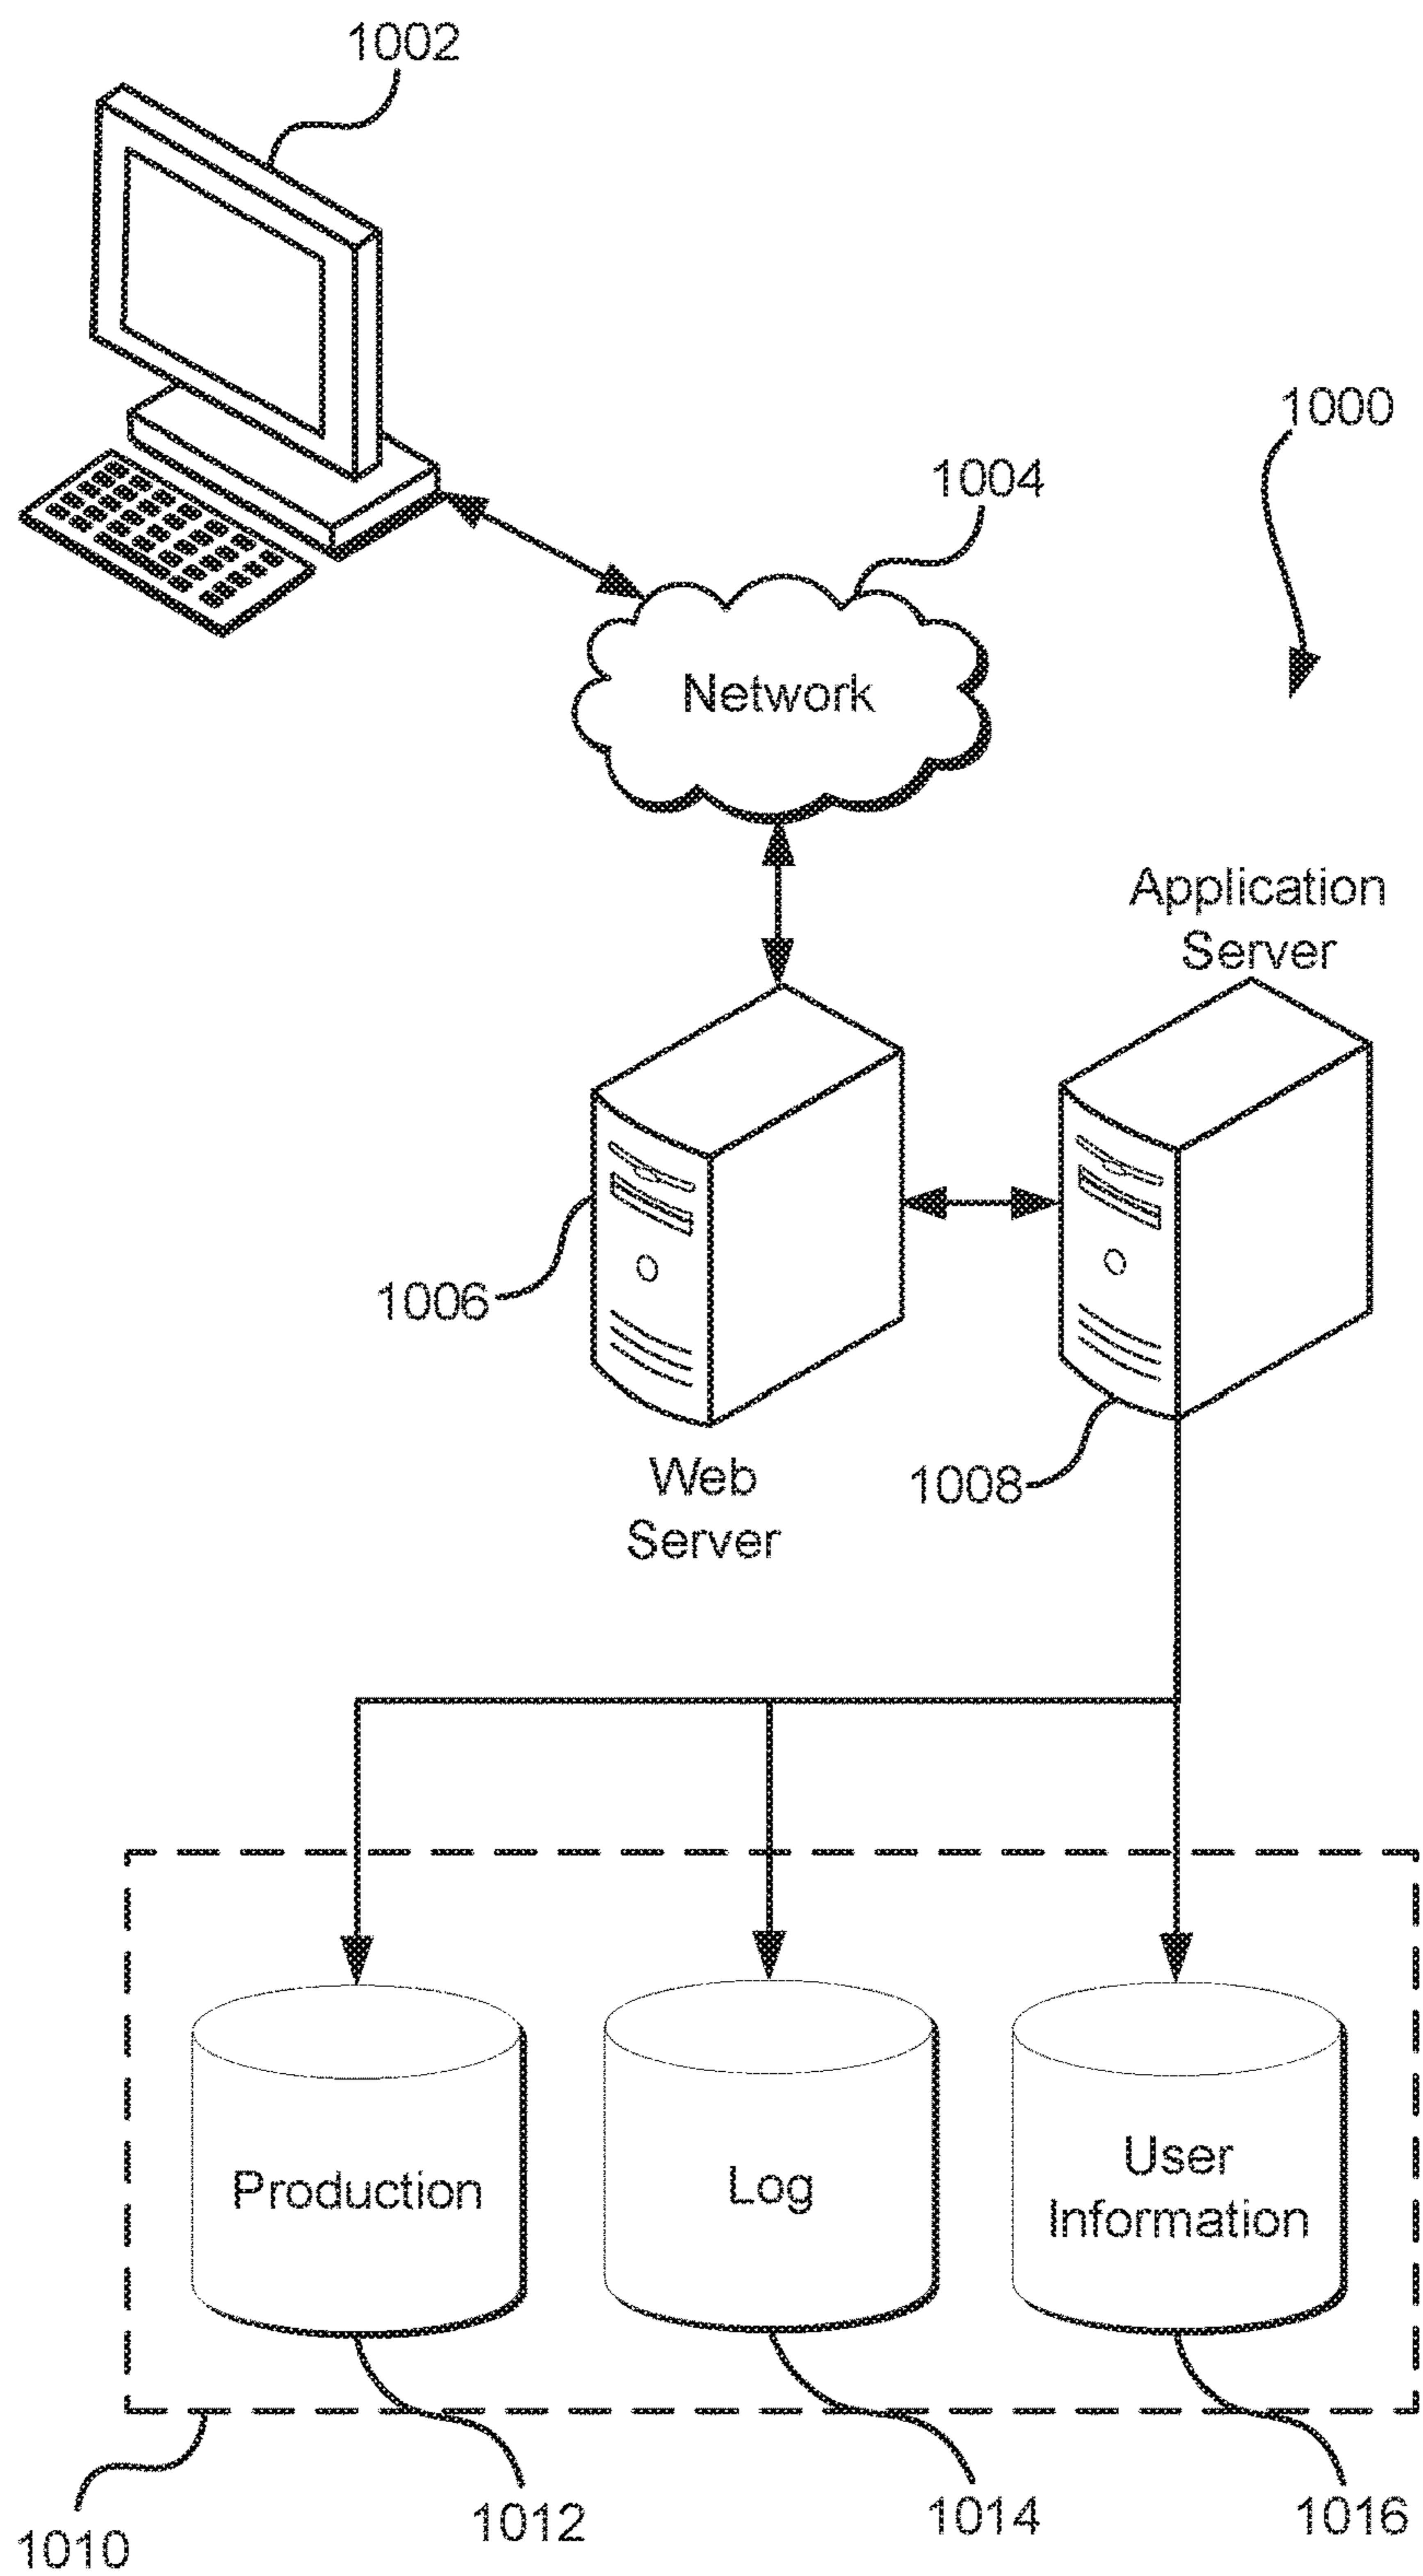 1002
1000
1004
Network
Application
Server
1006
Web
Server
1008
Production
Log
User
Information
1010
1012
1014
1016